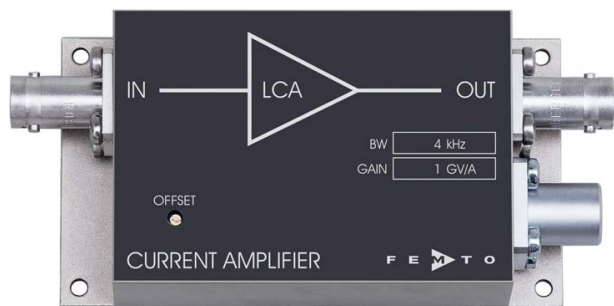 IN LCA OUT
BW 4 kHz
GAIN 1 GV/A
OFFSET
CURRENT AMPLIFIER
FEMTO